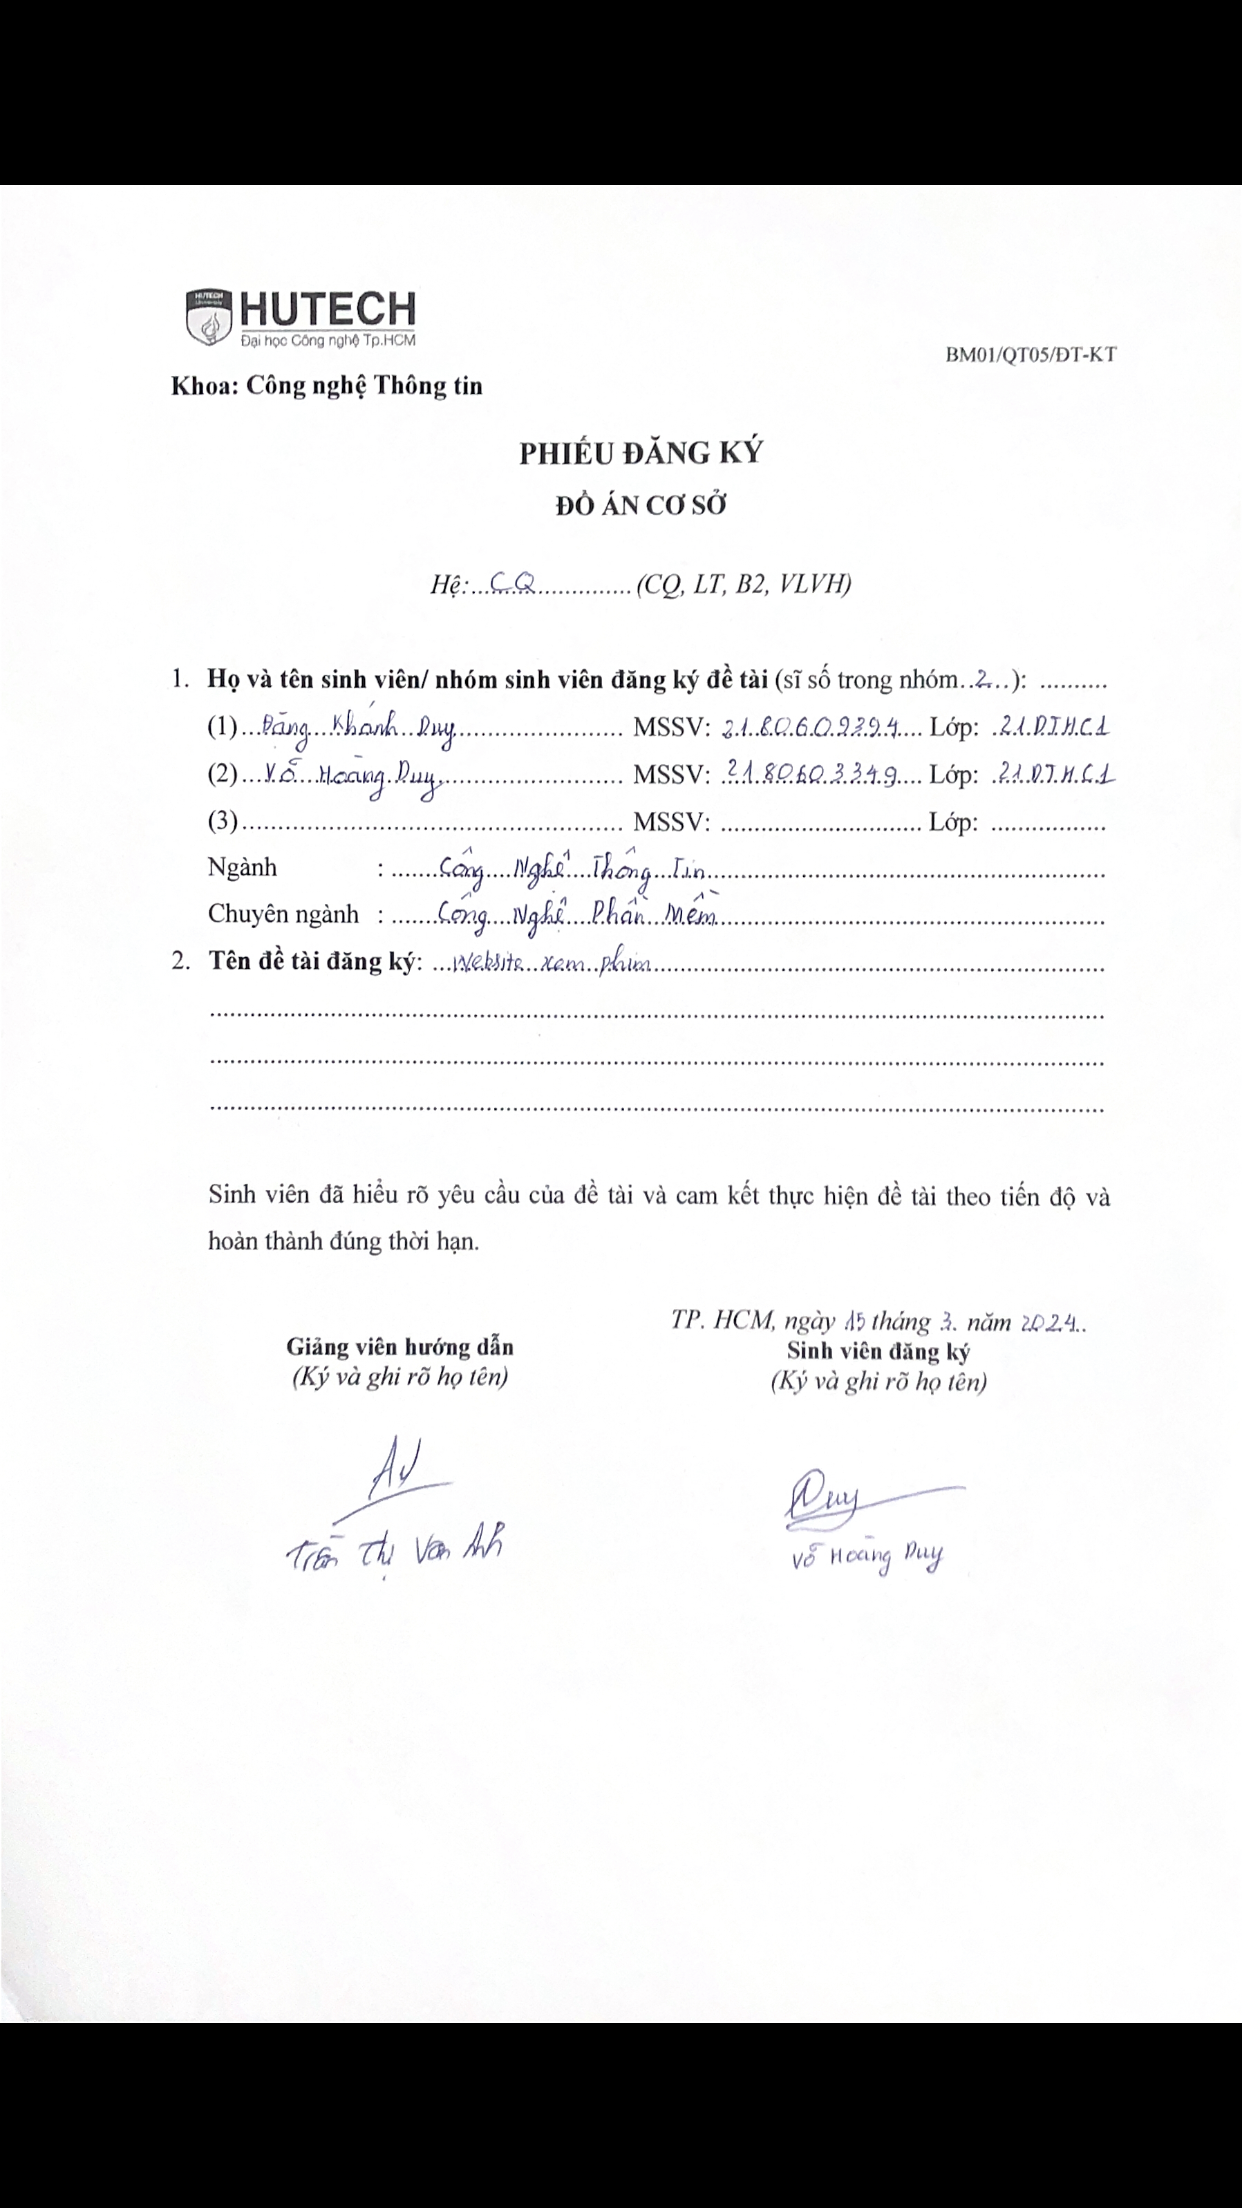 HUTECH
University
HUTECH
Đại học Công nghệ Tp.HCM
BM01/QT05/ĐT-KT
Khoa: Công nghệ Thông tin
PHIẾU ĐĂNG KÝ
ĐỒ ÁN CƠ SỞ
Hệ:...CQ..............(CQ, LT, B2, VLVH)
1. Họ và tên sinh viên/ nhóm sinh viên đăng ký đề tài (sĩ số trong nhóm..2...): ..........
(1)...Đặng...Khánh...Duy......................... MSSV: 2180609394.... Lớp: .21DTHC1
(2)...Võ...Hoàng.Duy........................... MSSV: 2180603349.... Lớp: .21DTHC1
(3)......................................................... MSSV: .............................. Lớp: .................
Ngành : .......Công....Nghệ...Thông...Tin............................................................
Chuyên ngành : ......Công...Nghệ...Phần...Mềm..........................................................
2. Tên đề tài đăng ký: ...Website...xem..phim....................................................................
......................................................................................................................................
......................................................................................................................................
......................................................................................................................................
Sinh viên đã hiểu rõ yêu cầu của đề tài và cam kết thực hiện đề tài theo tiến độ và
hoàn thành đúng thời hạn.
TP. HCM, ngày 15 tháng 3. năm 2024..
Giảng viên hướng dẫn
Sinh viên đăng ký
(Ký và ghi rõ họ tên)
(Ký và ghi rõ họ tên)
Duy
Trần Thị Vân Anh
Võ Hoàng Duy